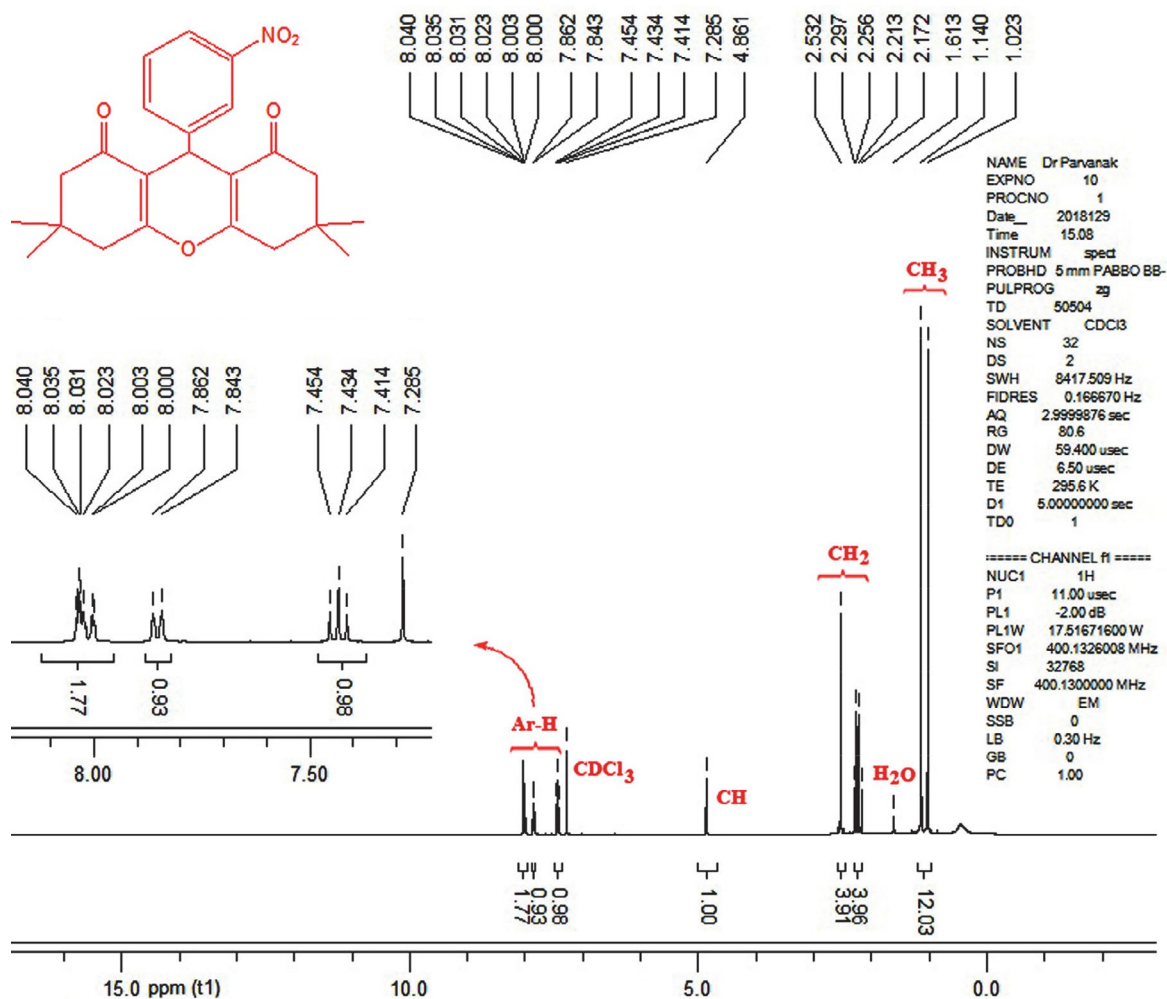 NO2
O
O
O
8.040
8.035
8.031
8.023
8.003
8.000
7.862
7.843
7.454
7.434
7.414
7.285
4.861
2.532
2.297
2.256
2.213
2.172
1.613
1.140
1.023
NAME Dr Parvanak
EXPNO 10
PROCNO 1
Date_ 2018129
Time 15.08
INSTRUM spect
PROBHD 5 mm PABBO BB-
PULPROG zg
TD 50504
SOLVENT CDCl3
NS 32
DS 2
SWH 8417.509 Hz
FIDRES 0.166670 Hz
AQ 2.9999876 sec
RG 80.6
DW 59.400 usec
DE 6.50 usec
TE 295.6 K
D1 5.00000000 sec
TD0 1
===== CHANNEL f1 =====
NUC1 1H
P1 11.00 usec
PL1 -2.00 dB
PL1W 17.51671600 W
SFO1 400.1326008 MHz
SI 32768
SF 400.1300000 MHz
WDW EM
SSB 0
LB 0.30 Hz
GB 0
PC 1.00
8.040
8.035
8.031
8.023
8.003
8.000
7.862
7.843
7.454
7.434
7.414
7.285
1.77
0.93
0.98
8.00 7.50
CH3
CH2
Ar-H
CDCl3
CH
H2O
1.77
0.93
0.98
1.00
3.91
3.96
12.03
15.0 ppm (t1) 10.0 5.0 0.0